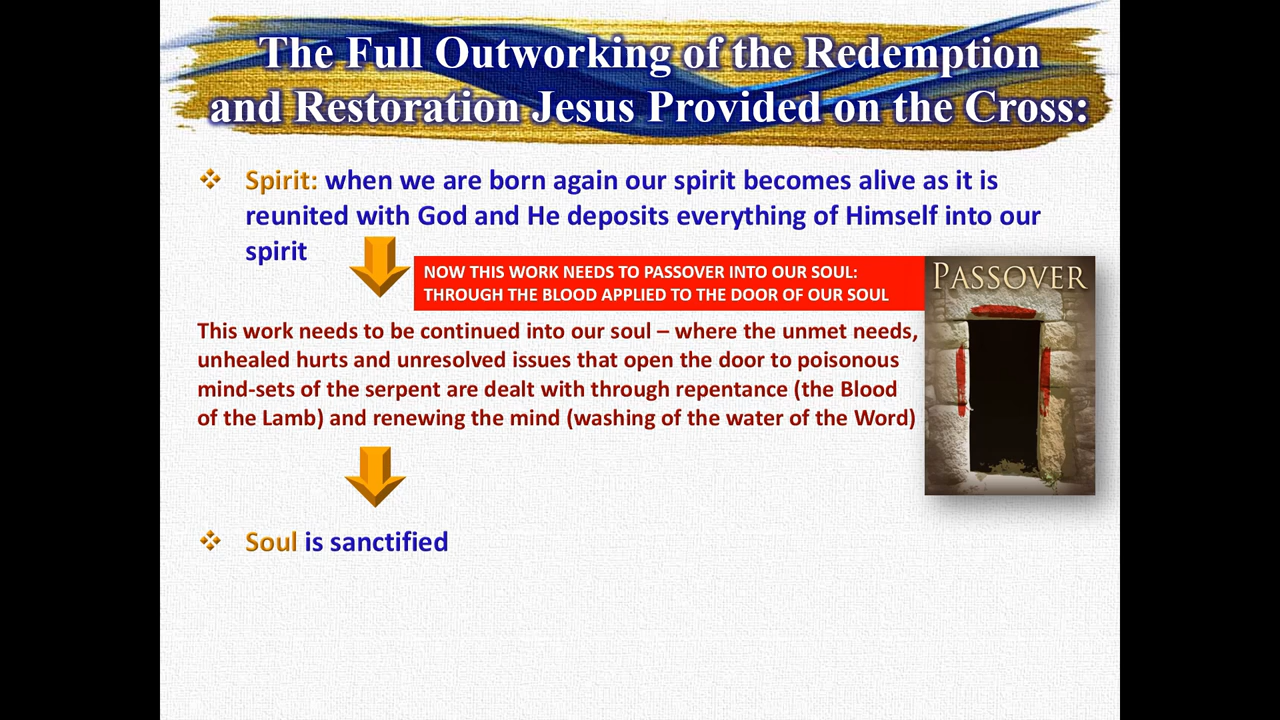 The Full Outworking of the Redemption
and Restoration Jesus Provided on the Cross:
❖ Spirit: when we are born again our spirit becomes alive as it is
reunited with God and He deposits everything of Himself into our
spirit
NOW THIS WORK NEEDS TO PASSOVER INTO OUR SOUL:
THROUGH THE BLOOD APPLIED TO THE DOOR OF OUR SOUL
PASSOVER
This work needs to be continued into our soul – where the unmet needs,
unhealed hurts and unresolved issues that open the door to poisonous
mind-sets of the serpent are dealt with through repentance (the Blood
of the Lamb) and renewing the mind (washing of the water of the Word)
❖ Soul is sanctified